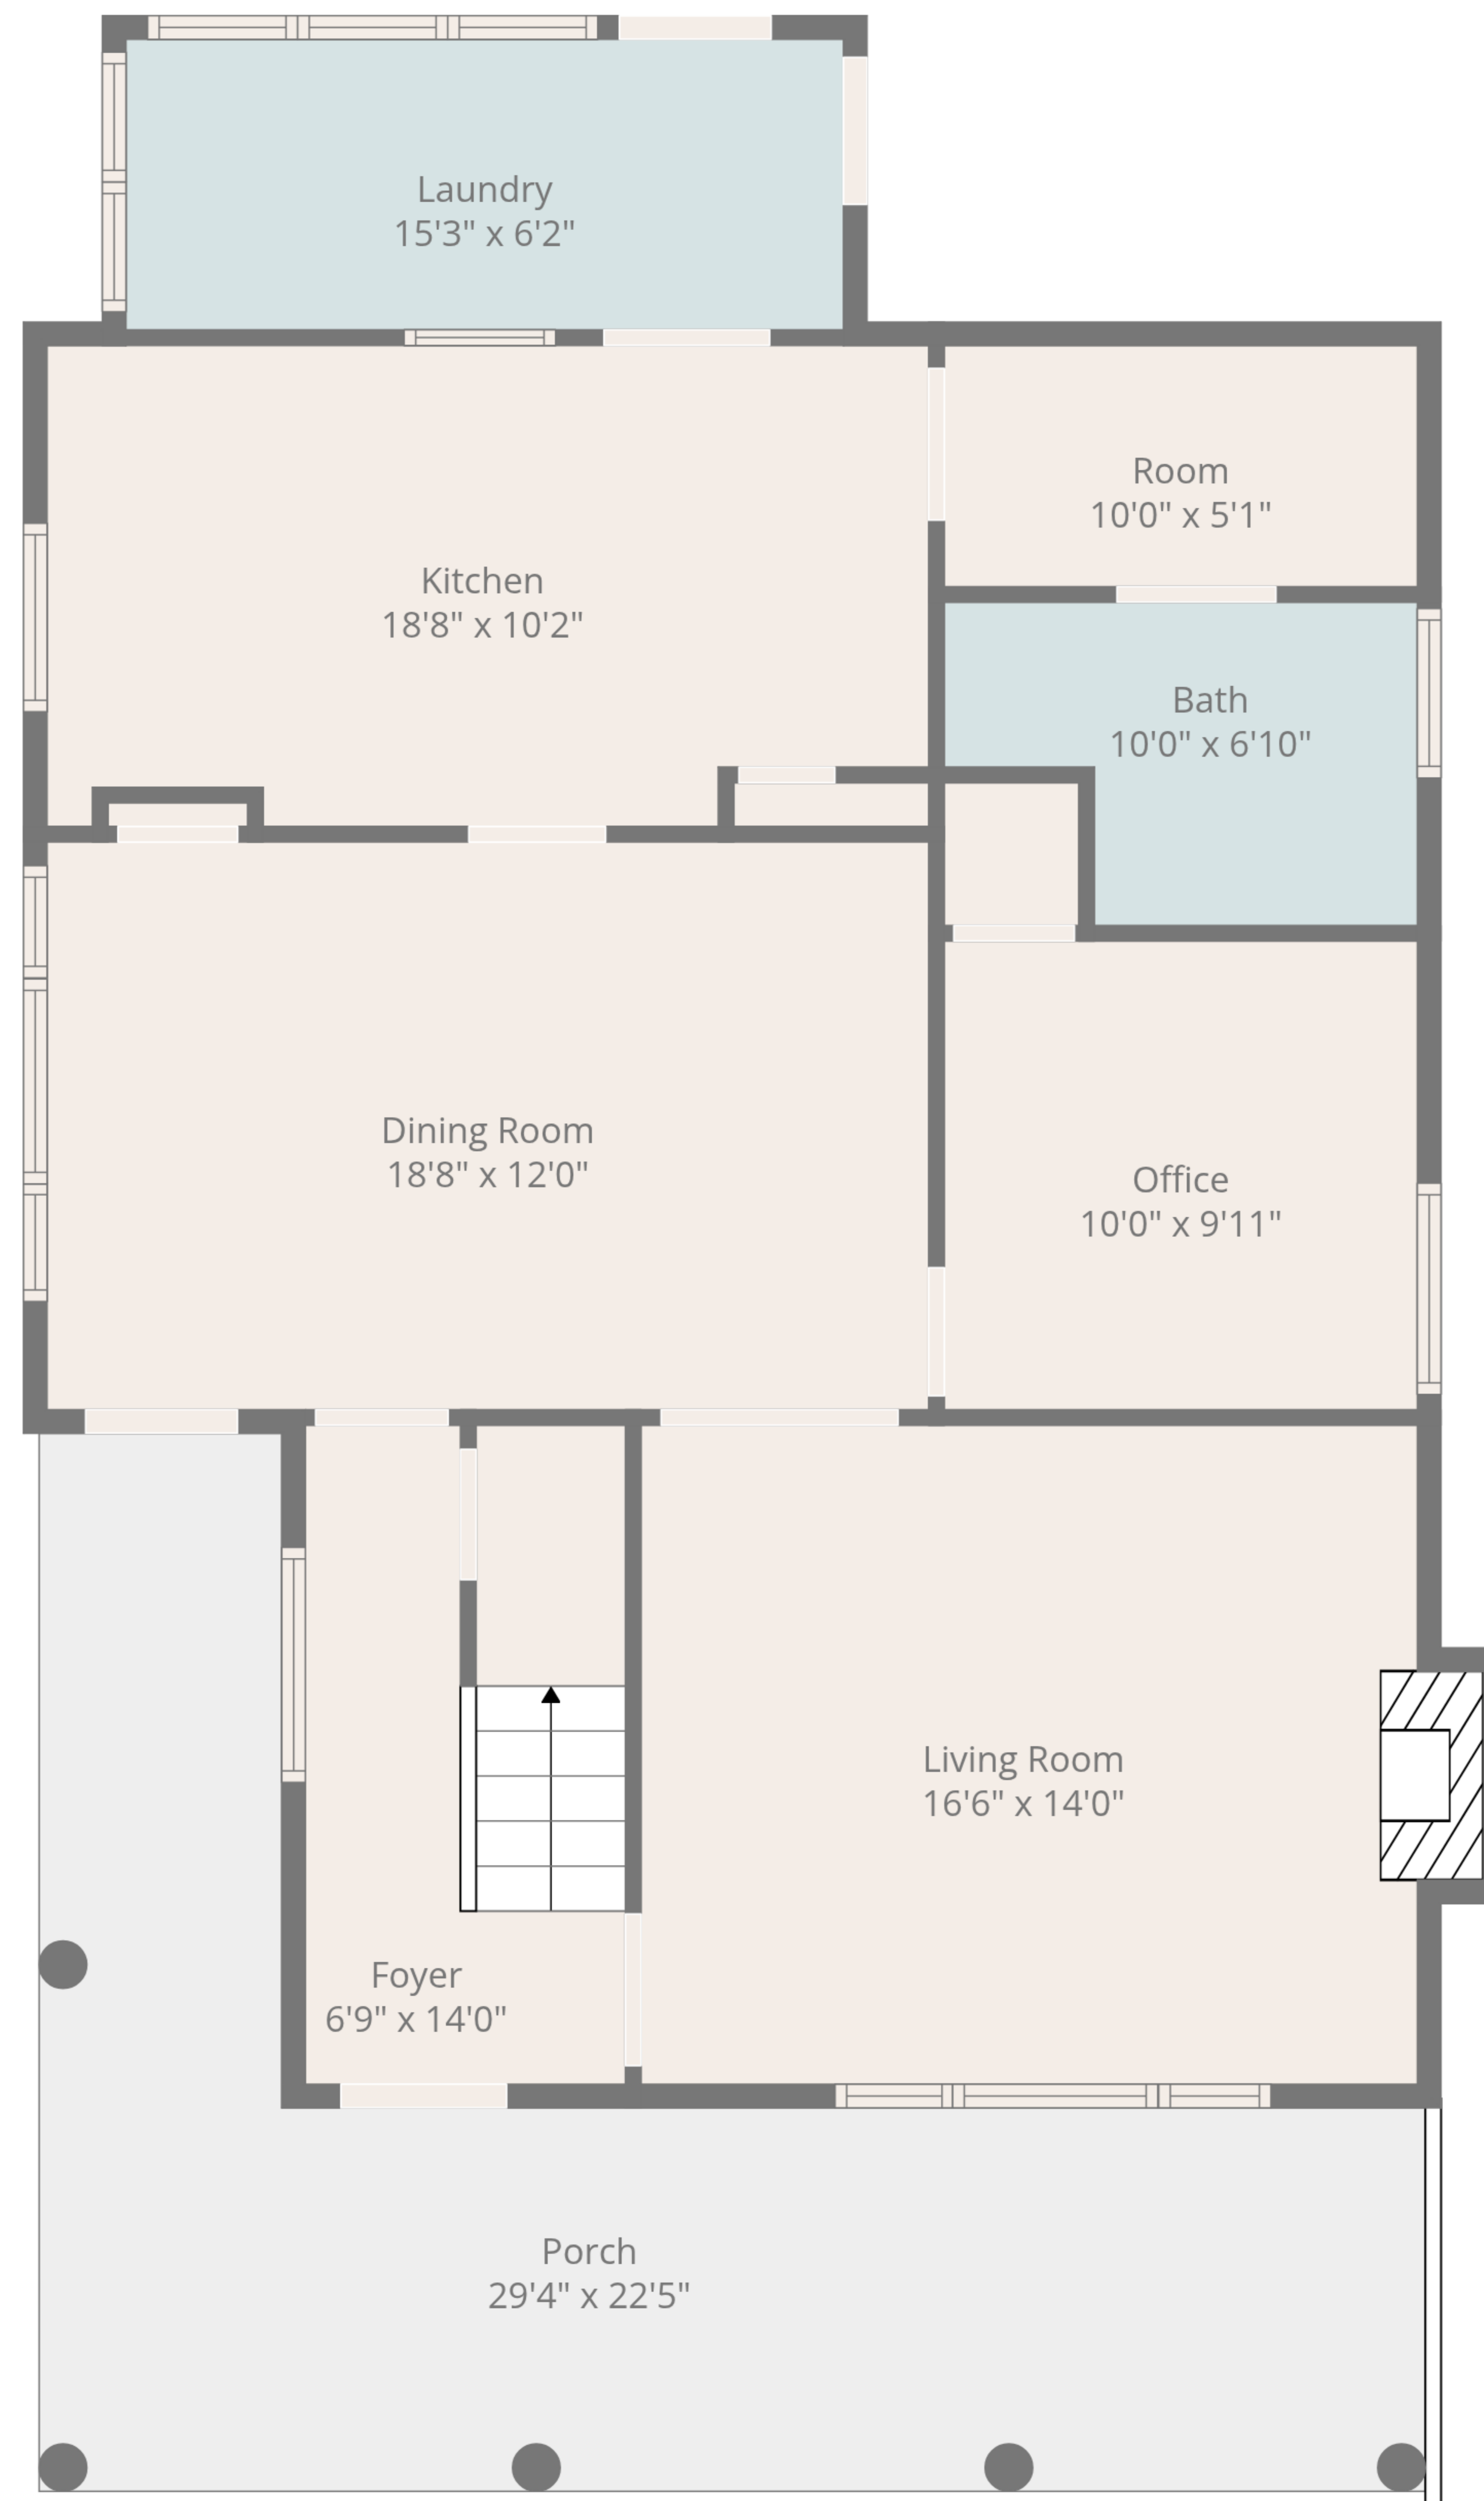 Laundry
15'3" x 6'2"
Room
10'0" x 5'1"
Kitchen
18'8" x 10'2"
Bath
10'0" x 6'10"
Dining Room
18'8" x 12'0"
Office
10'0" x 9'11"
Living Room
16'6" x 14'0"
Foyer
6'9" x 14'0"
Porch
29'4" x 22'5"